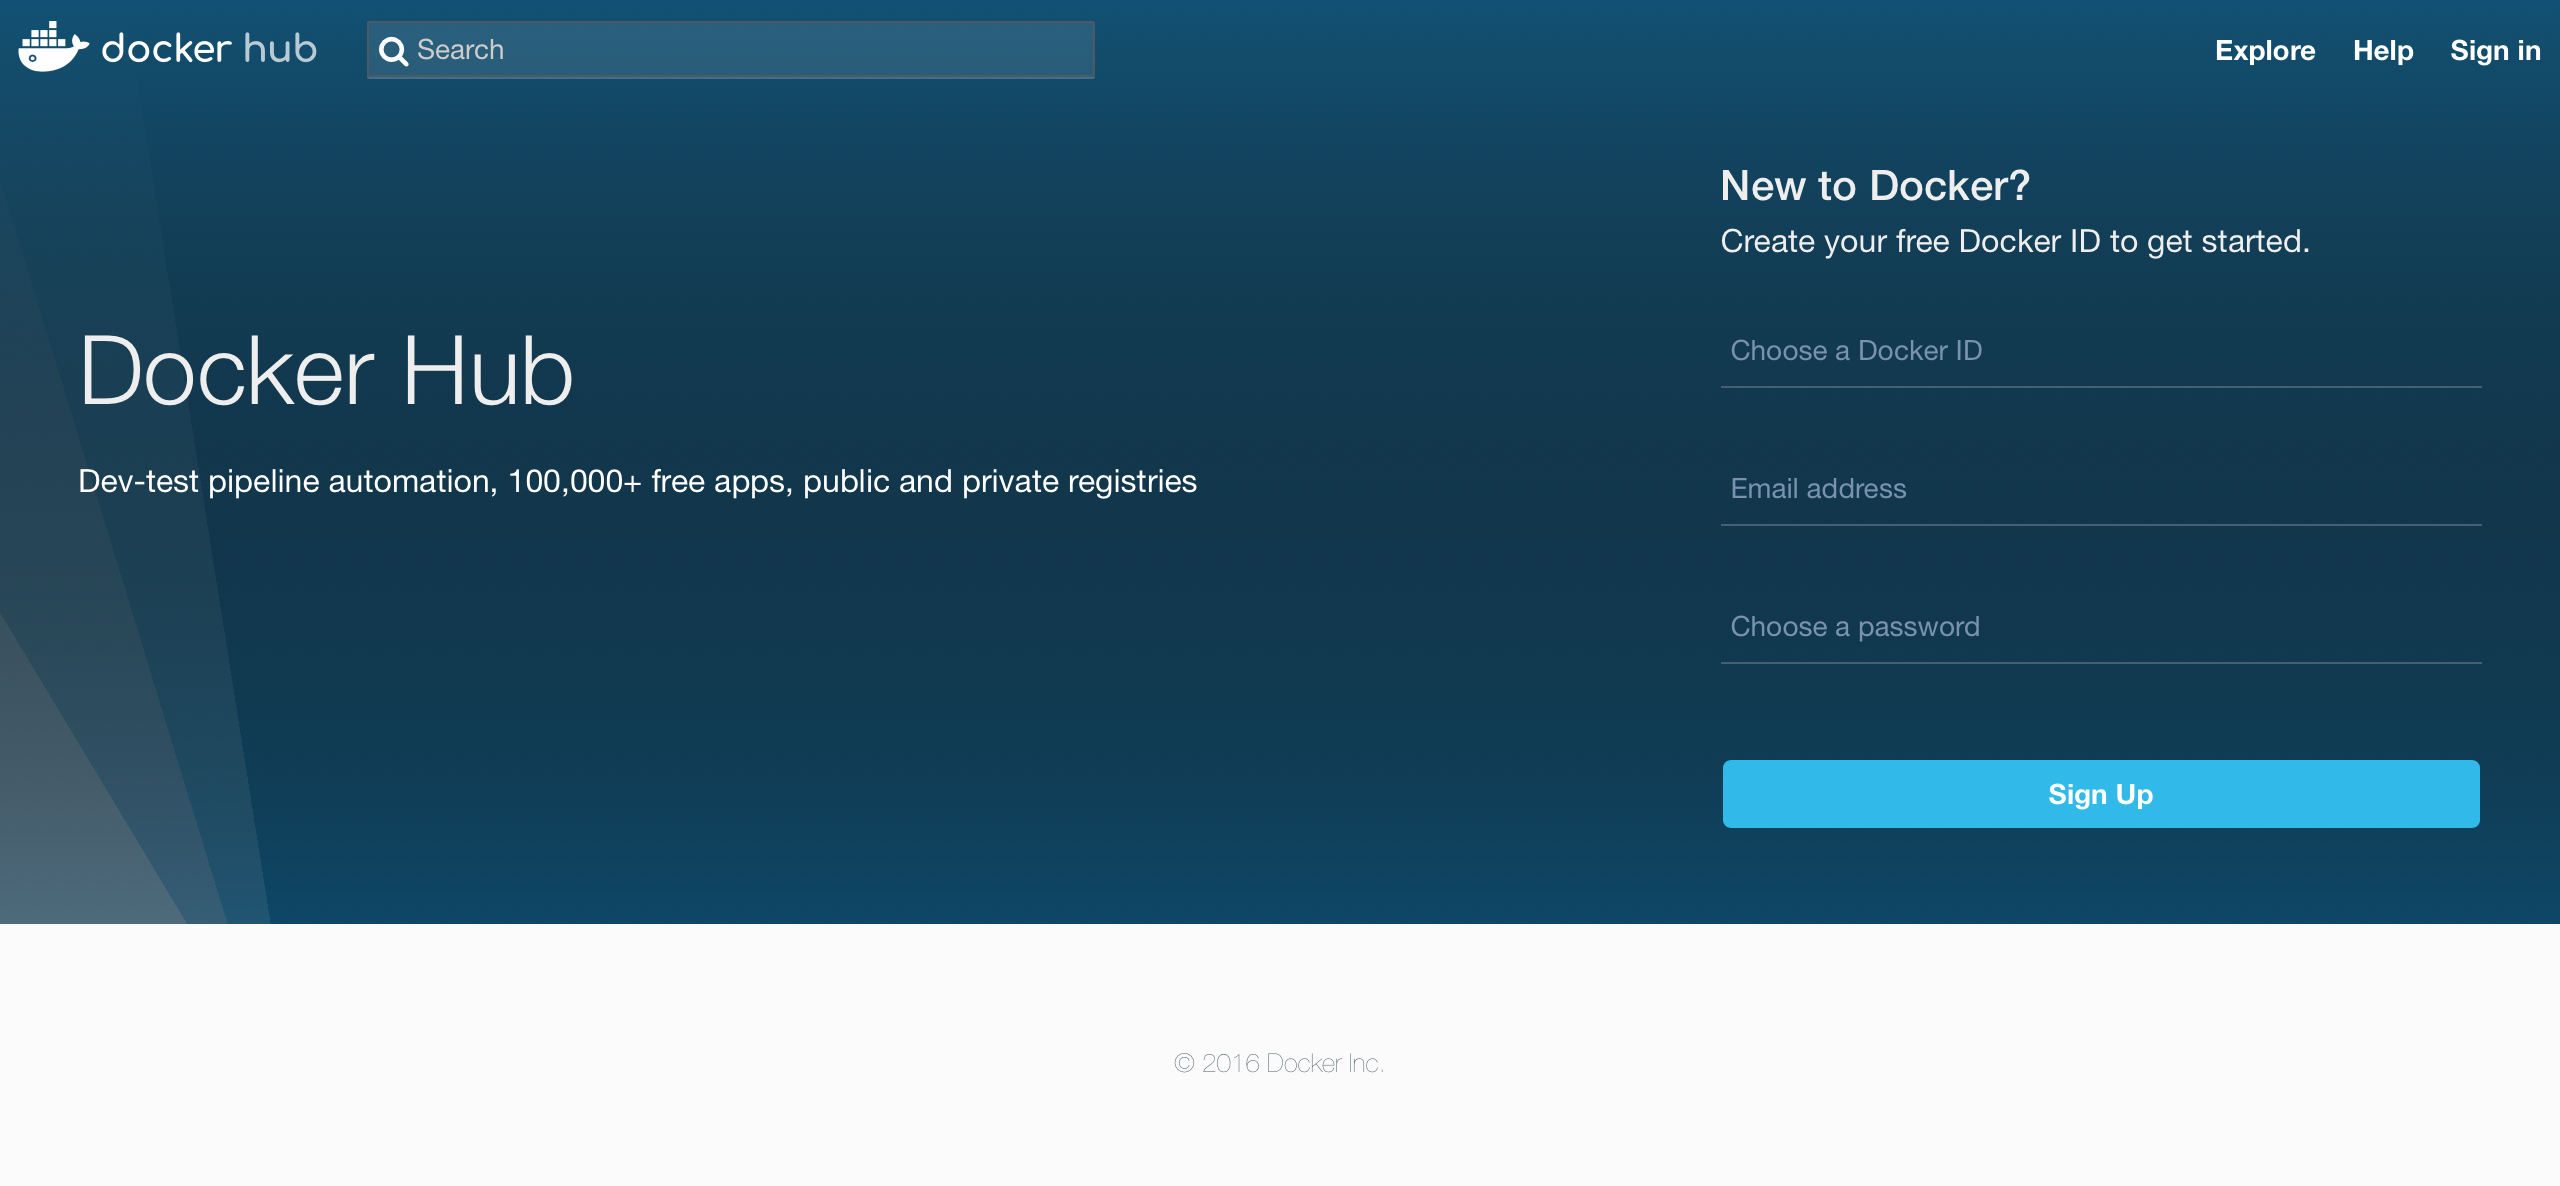 docker hub
Search
Explore
Help
Sign in
New to Docker?
Create your free Docker ID to get started.
Docker Hub
Dev-test pipeline automation, 100,000+ free apps, public and private registries
Choose a Docker ID
Email address
Choose a password
Sign Up
© 2016 Docker Inc.